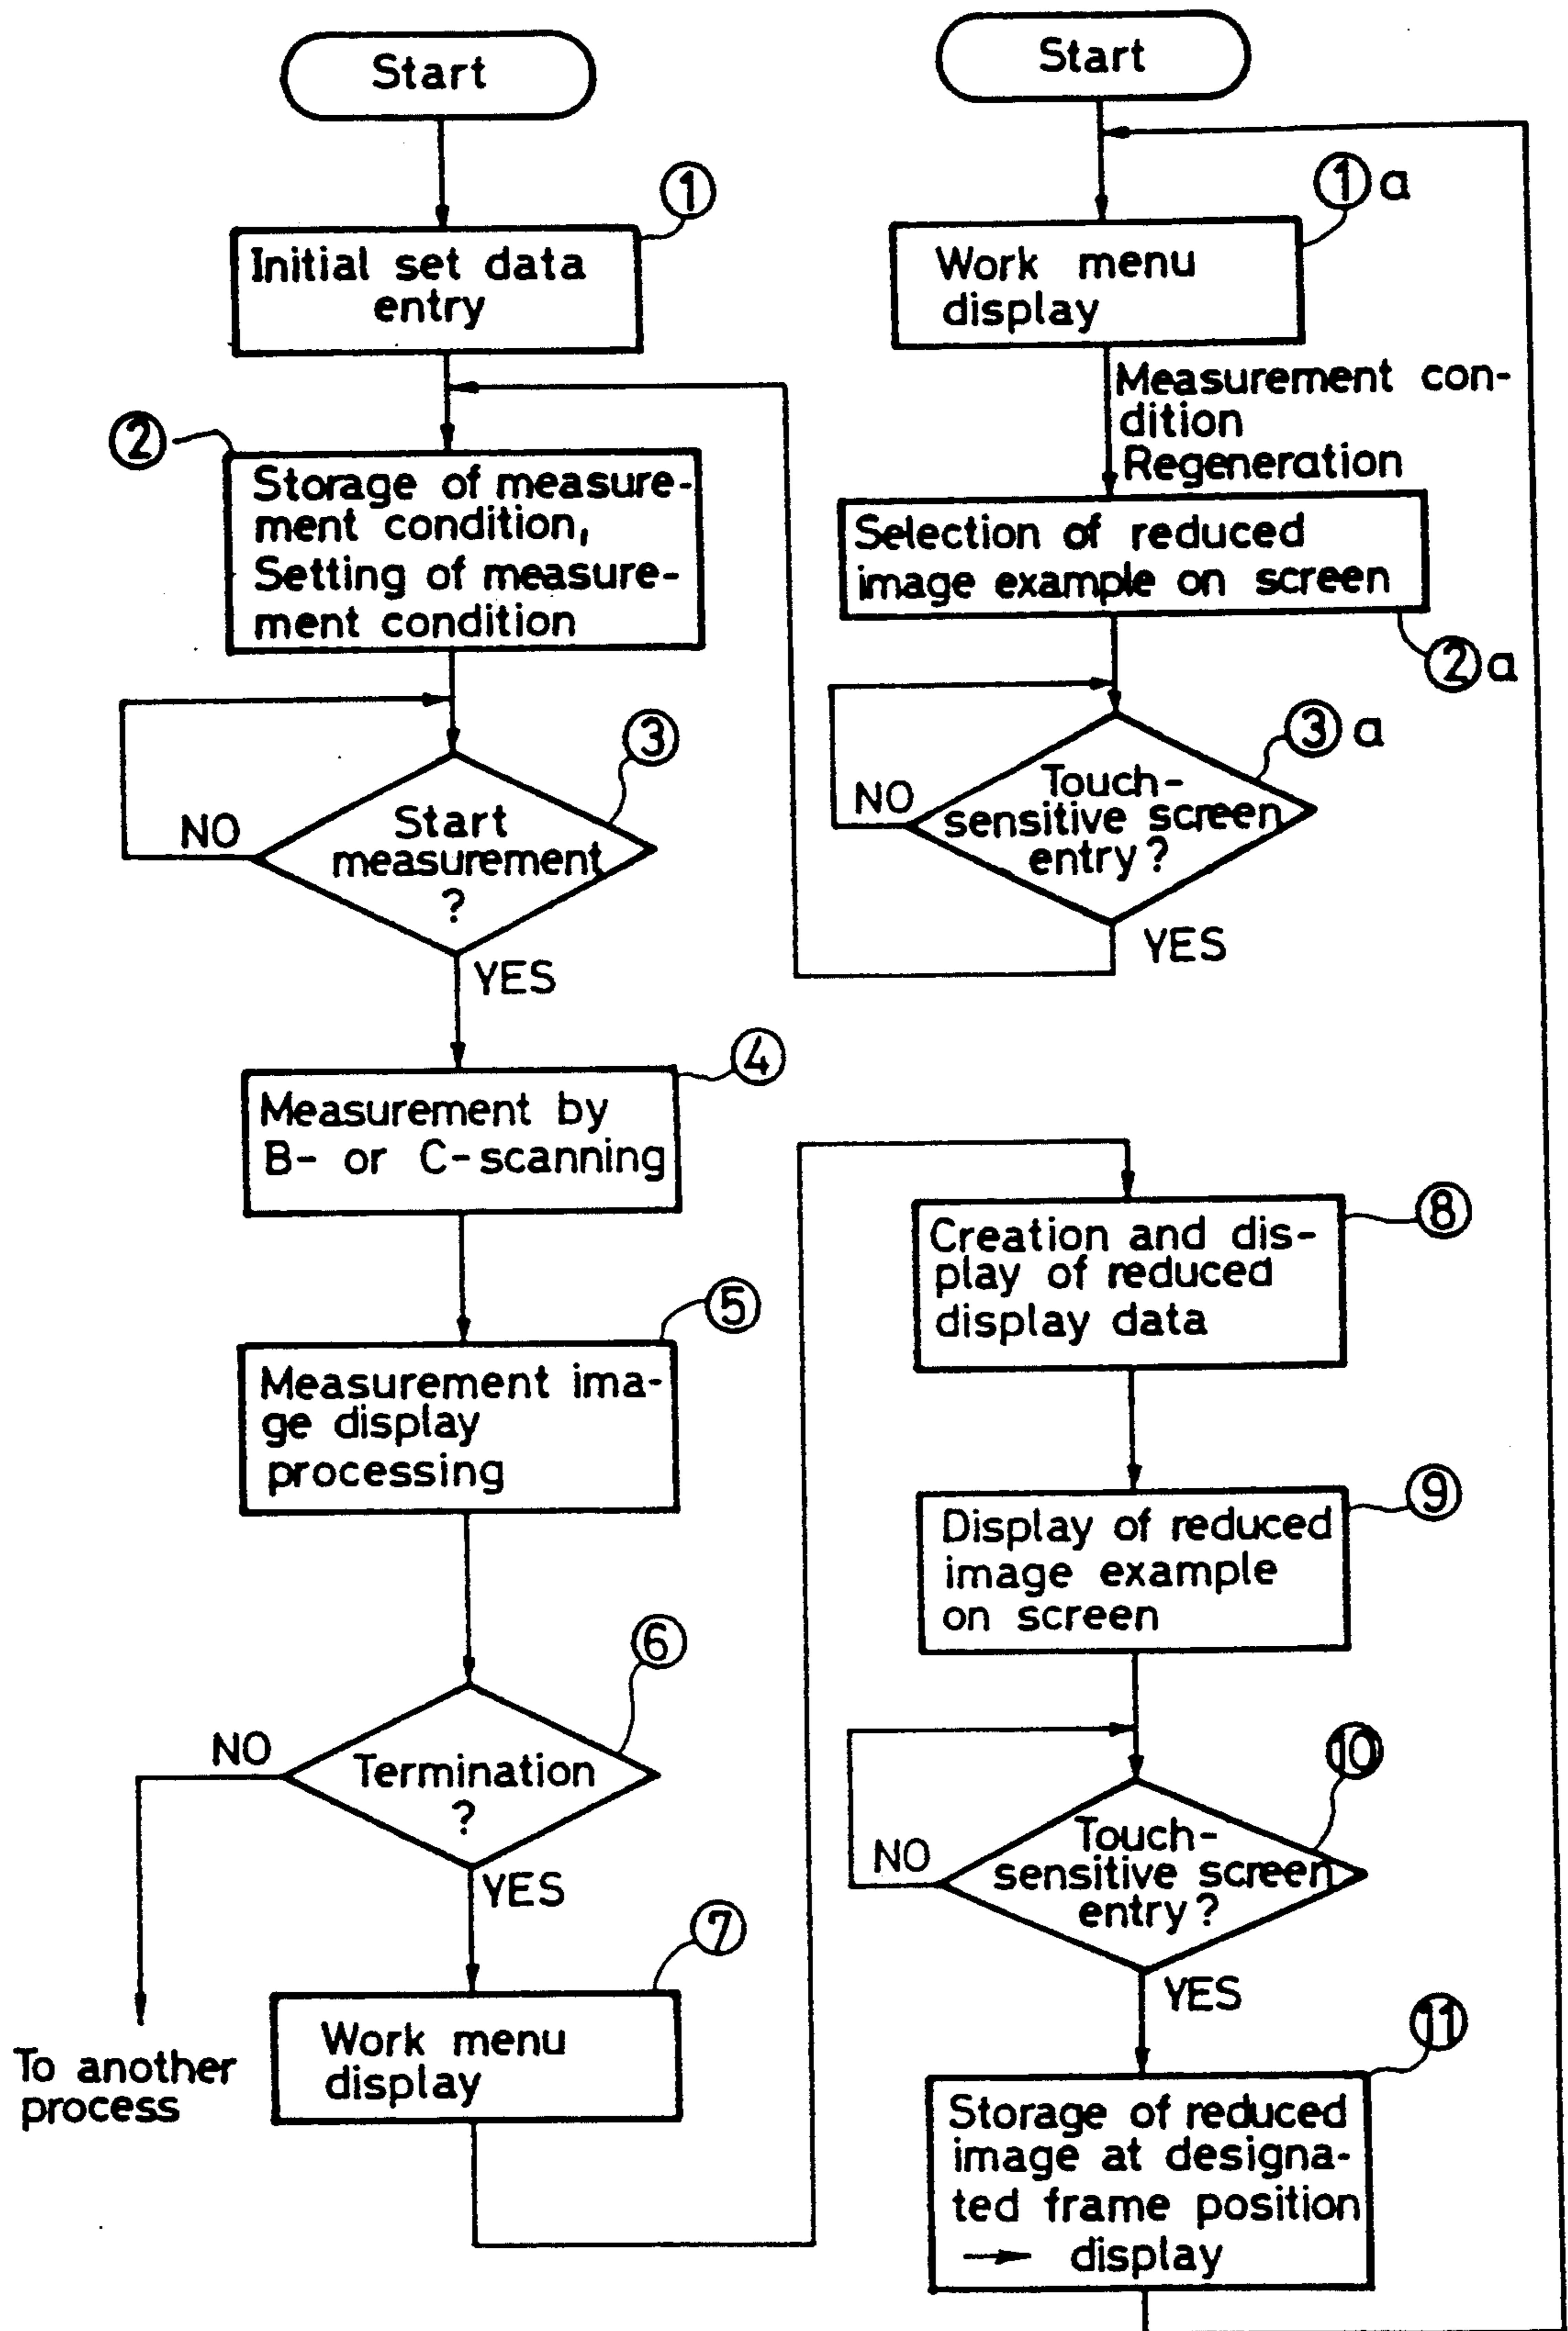 Start
①
Initial set data
entry
②
Storage of measure-
ment condition,
Setting of measure-
ment condition
③
NO
Start
measurement
?
YES
④
Measurement by
B- or C-scanning
⑤
Measurement ima-
ge display
processing
⑥
NO
Termination
?
YES
⑦
To another
process
Work menu
display
Start
①a
Work menu
display
Measurement con-
dition
Regeneration
Selection of reduced
image example on screen
②a
③a
NO
Touch-
sensitive screen
entry?
YES
⑧
Creation and dis-
play of reduced
display data
⑨
Display of reduced
image example
on screen
⑩
NO
Touch-
sensitive screen
entry?
YES
⑪
Storage of reduced
image at designa-
ted frame position
→ display